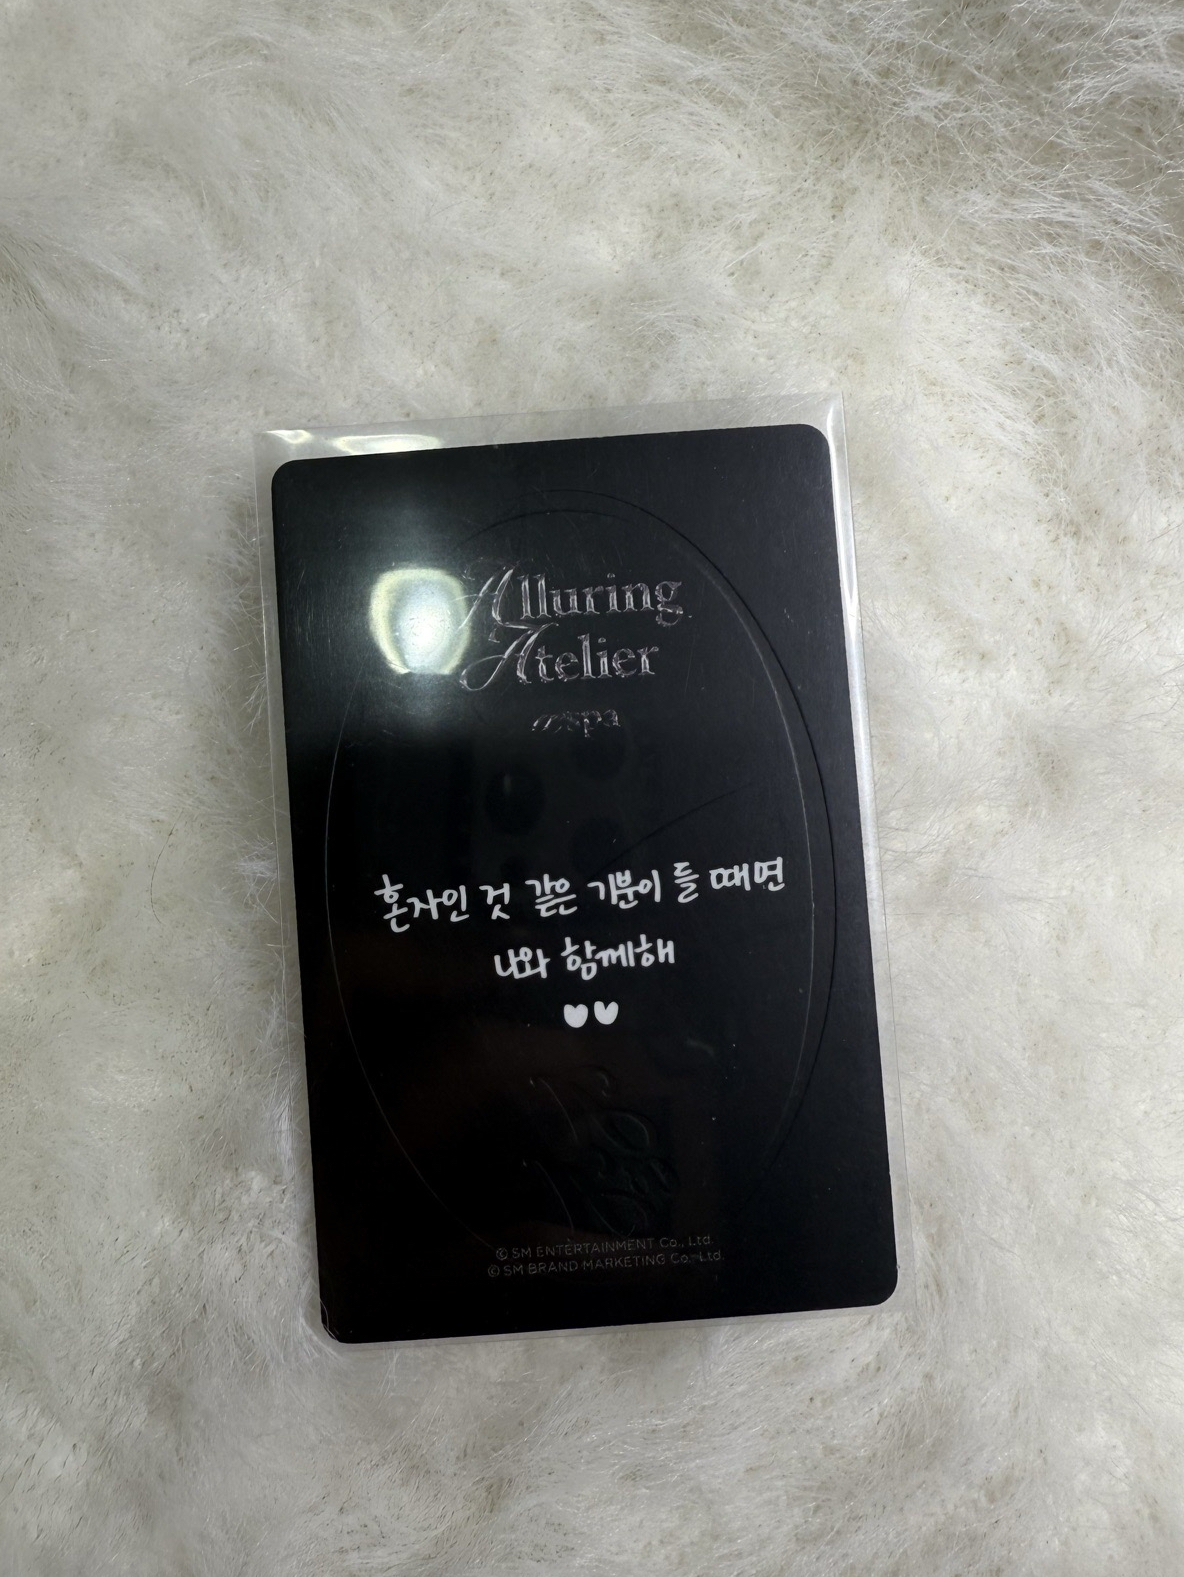 Alluring
Atelier
æspa
혼자인 것 같은 기분이 들 때면
나와 함께해
© SM ENTERTAINMENT Co., Ltd.
© SM BRAND MARKETING Co., Ltd.